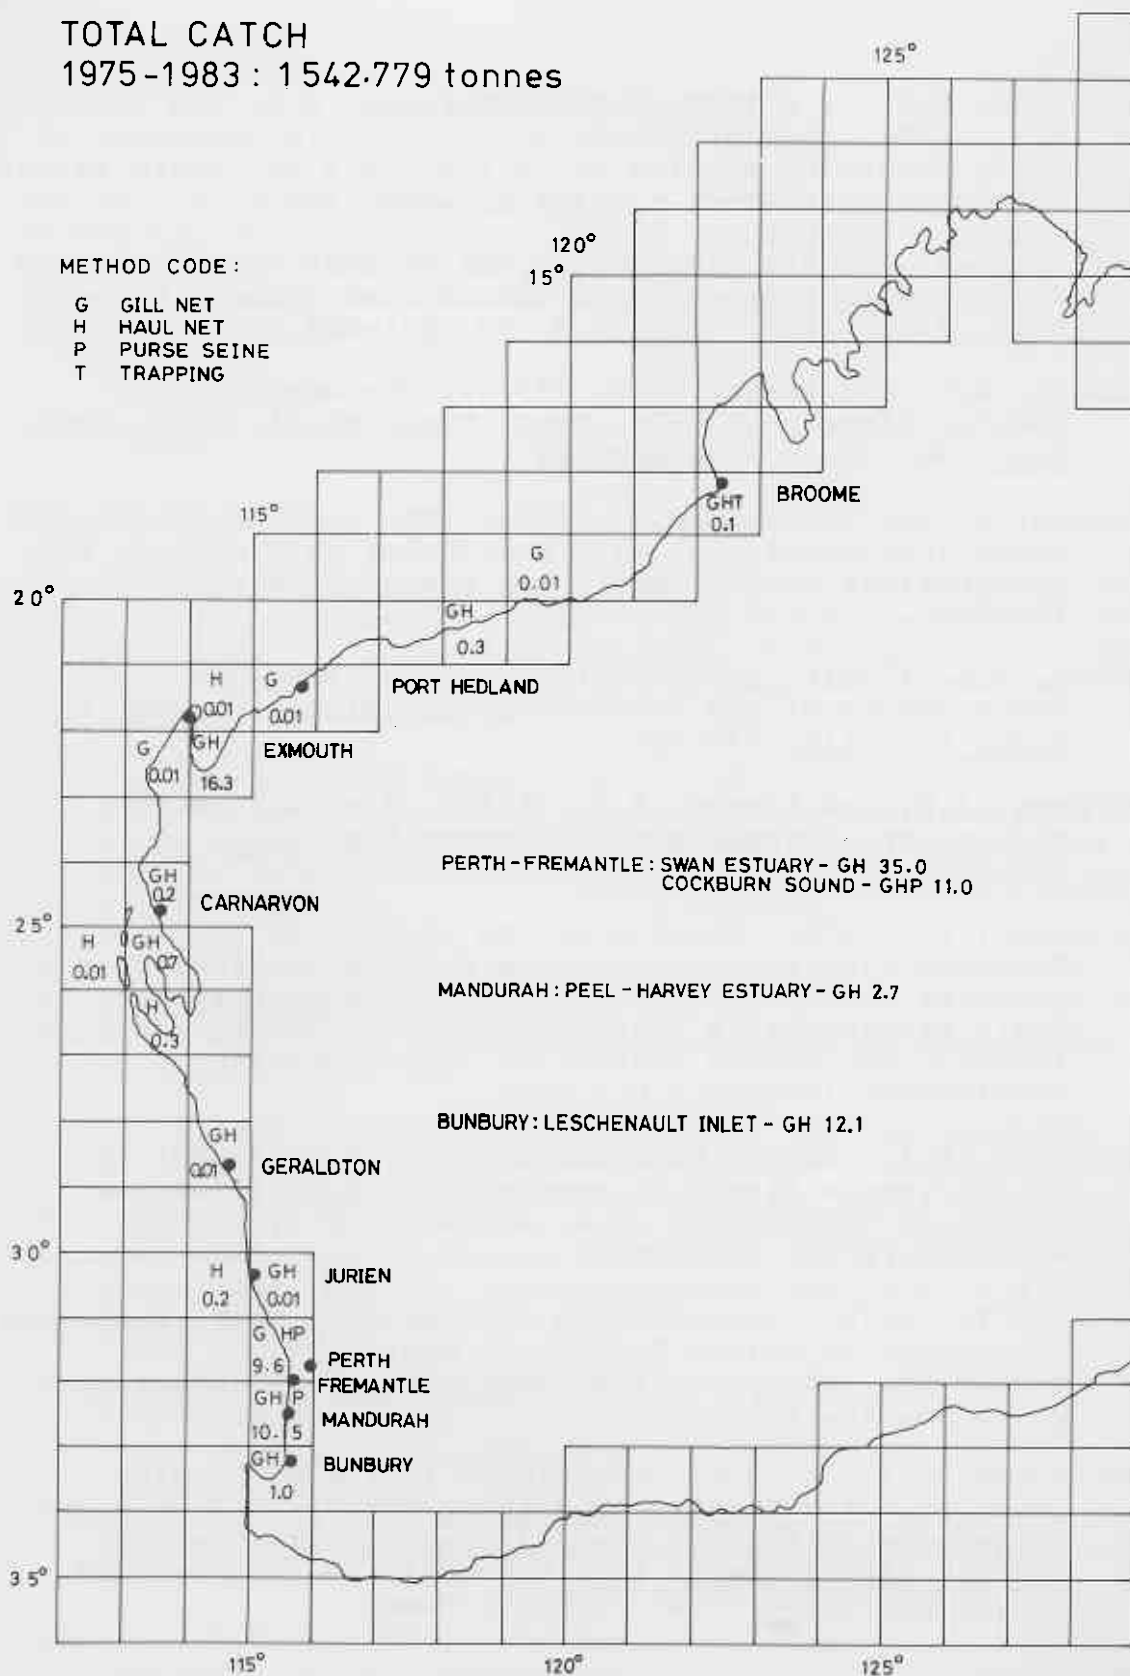 TOTAL CATCH
1975-1983 : 1542.779 tonnes
125°
METHOD CODE :
G GILL NET
H HAUL NET
P PURSE SEINE
T TRAPPING
120°
15°
BROOME
GHT
0.1
115°
G
0.01
20°
GH
0.3
PORT HEDLAND
H
0.01
G
0.01
EXMOUTH
G
0.01
GH
16.3
PERTH-FREMANTLE : SWAN ESTUARY - GH 35.0
COCKBURN SOUND - GHP 11.0
GH
0.2
CARNARVON
25°
H
0.01
GH
0.7
MANDURAH : PEEL - HARVEY ESTUARY - GH 2.7
H
0.3
BUNBURY : LESCHENAULT INLET - GH 12.1
GH
0.01
GERALDTON
30°
H
0.2
GH
0.01
JURIEN
G HP
9.6
PERTH
FREMANTLE
GH P
10.5
MANDURAH
GH
1.0
BUNBURY
35°
115°
120°
125°